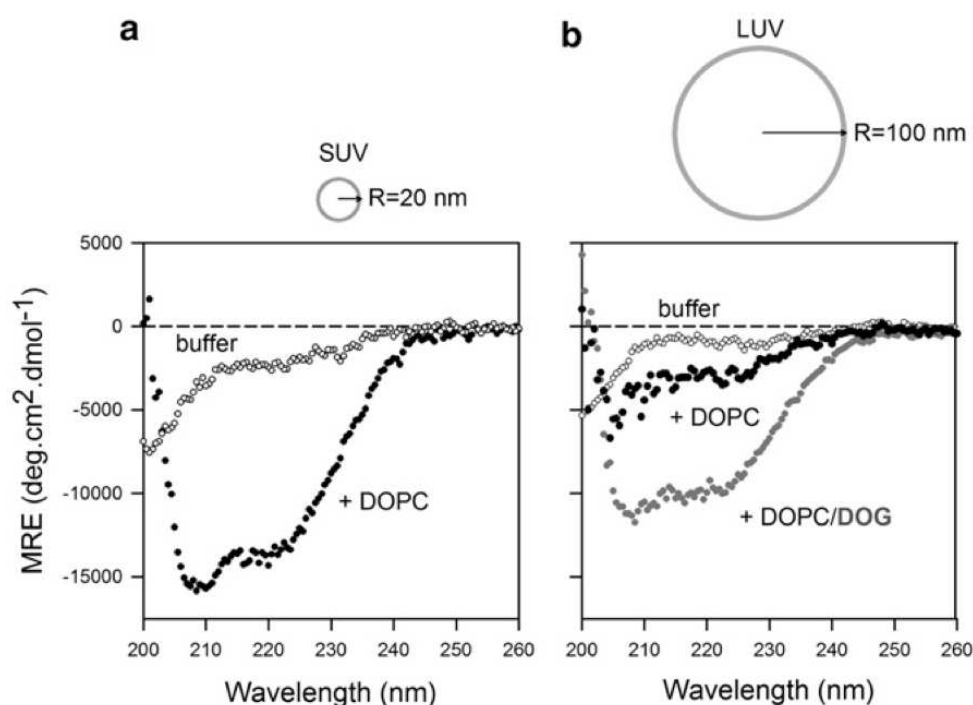 a
SUV
R=20 nm
b
LUV
R=100 nm
MRE (deg.cm².dmol⁻¹)
5000
0
-5000
-10000
-15000
buffer
+ DOPC
200 210 220 230 240 250 260
Wavelength (nm)
buffer
+ DOPC
+ DOPC/DOG
200 210 220 230 240 250 260
Wavelength (nm)